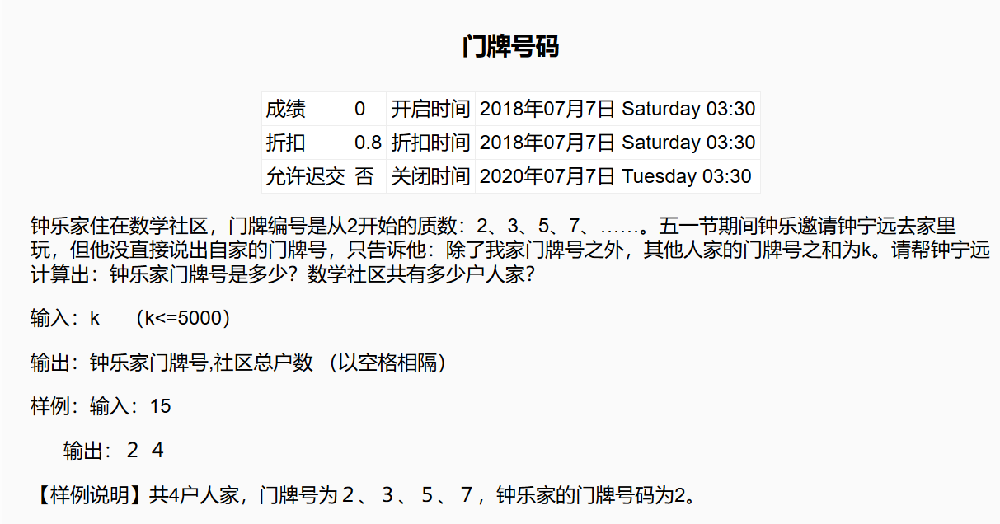 门牌号码
成绩 0 开启时间 2018年07月7日 Saturday 03:30
折扣 0.8 折扣时间 2018年07月7日 Saturday 03:30
允许迟交 否 关闭时间 2020年07月7日 Tuesday 03:30
钟乐家住在数学社区，门牌编号是从2开始的质数：2、3、5、7、……。五一节期间钟乐邀请钟宁远去家里
玩，但他没直接说出自家的门牌号，只告诉他：除了我家门牌号之外，其他人家的门牌号之和为k。请帮钟宁远
计算出：钟乐家门牌号是多少？数学社区共有多少户人家？
输入：k （k<=5000）
输出：钟乐家门牌号,社区总户数 （以空格相隔）
样例：输入：15
输出：２ ４
【样例说明】共4户人家，门牌号为２、３、５、７，钟乐家的门牌号码为2。